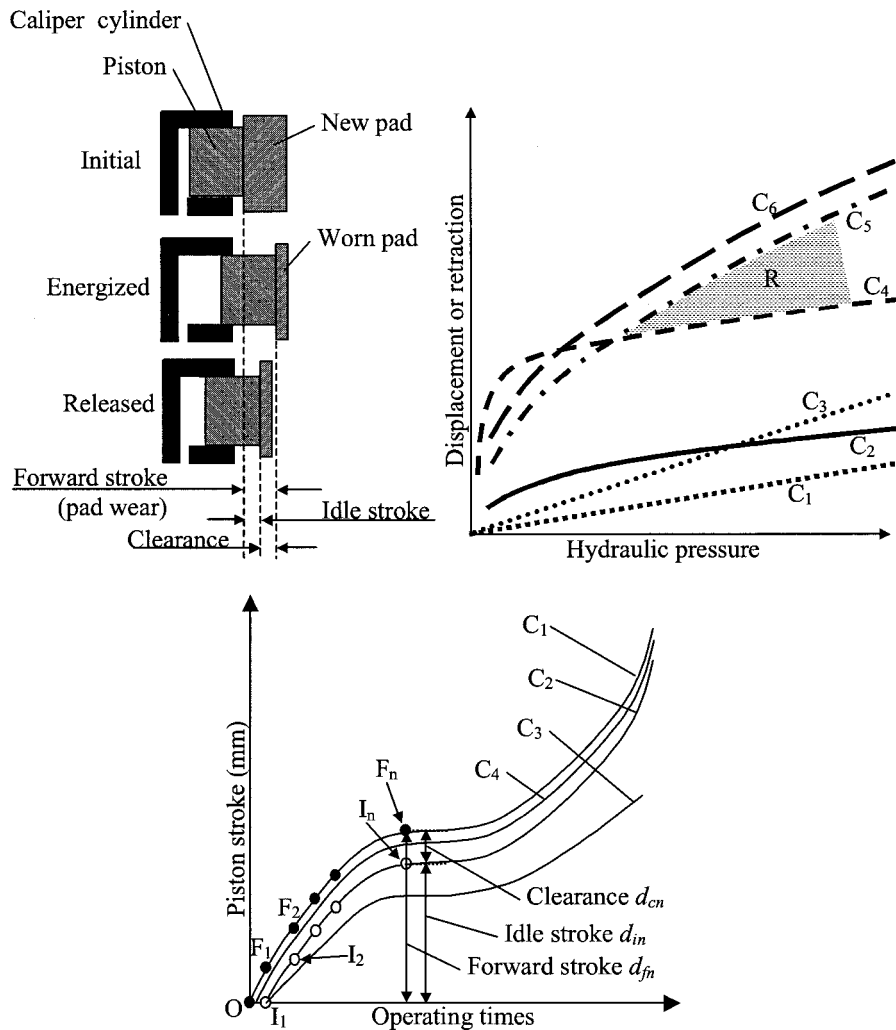 Caliper cylinder
Piston
New pad
Initial
Worn pad
Energized
Released
Forward stroke
(pad wear)
Idle stroke
Clearance
Displacement or retraction
C6
C5
R
C4
C3
C2
C1
Hydraulic pressure
Piston stroke (mm)
C1
C2
C3
Fn
C4
In
F2
F1
Clearance dcn
Idle stroke din
I2
Forward stroke dfn
O
I1
Operating times